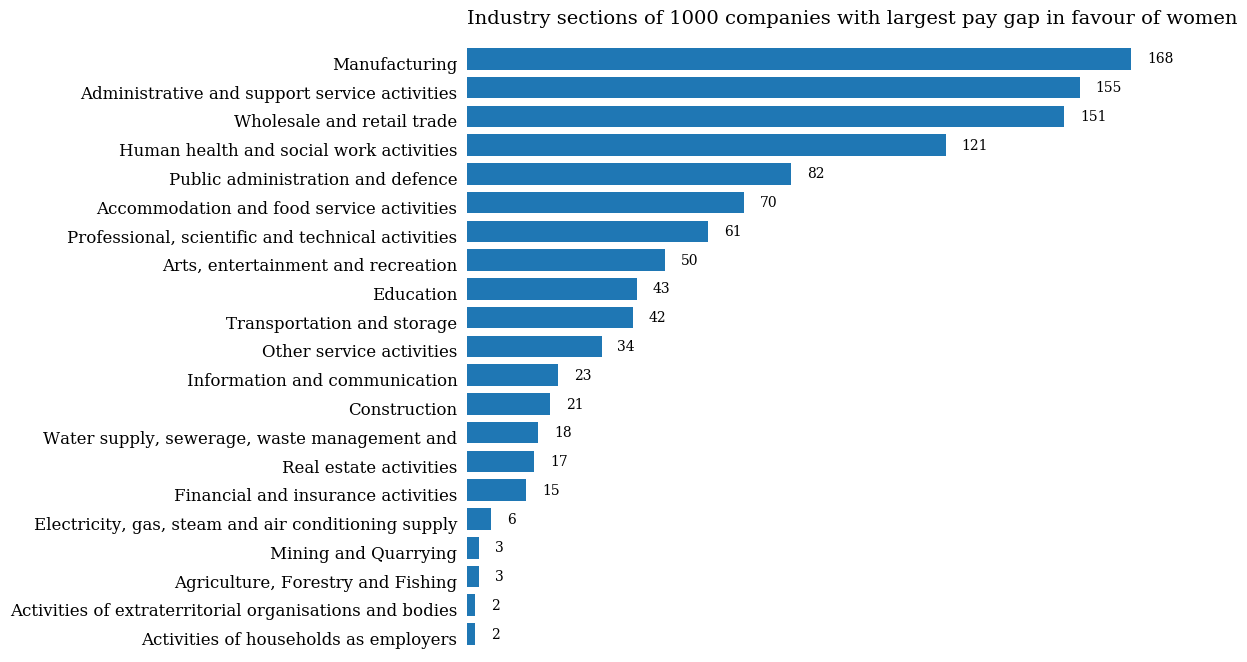 Industry sections of 1000 companies with largest pay gap in favour of women
Manufacturing 168
Administrative and support service activities 155
Wholesale and retail trade 151
Human health and social work activities 121
Public administration and defence 82
Accommodation and food service activities 70
Professional, scientific and technical activities 61
Arts, entertainment and recreation 50
Education 43
Transportation and storage 42
Other service activities 34
Information and communication 23
Construction 21
Water supply, sewerage, waste management and 18
Real estate activities 17
Financial and insurance activities 15
Electricity, gas, steam and air conditioning supply 6
Mining and Quarrying 3
Agriculture, Forestry and Fishing 3
Activities of extraterritorial organisations and bodies 2
Activities of households as employers 2